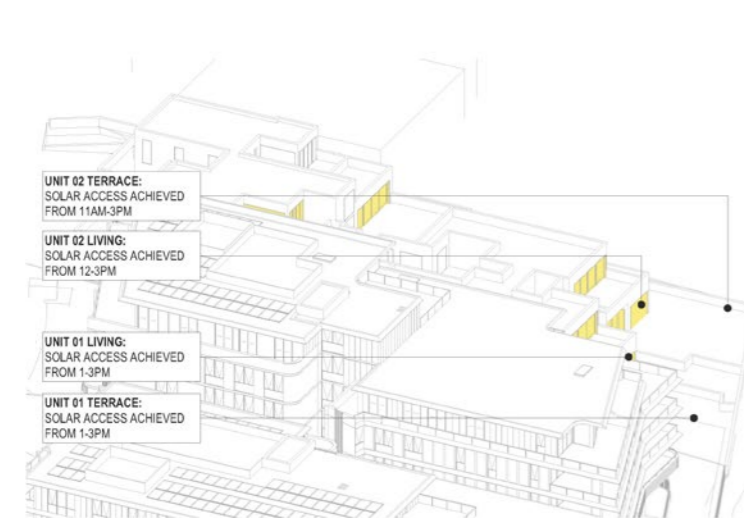 UNIT 02 TERRACE:
SOLAR ACCESS ACHIEVED
FROM 11AM-3PM
UNIT 02 LIVING:
SOLAR ACCESS ACHIEVED
FROM 12-3PM
UNIT 01 LIVING:
SOLAR ACCESS ACHIEVED
FROM 1-3PM
UNIT 01 TERRACE:
SOLAR ACCESS ACHIEVED
FROM 1-3PM